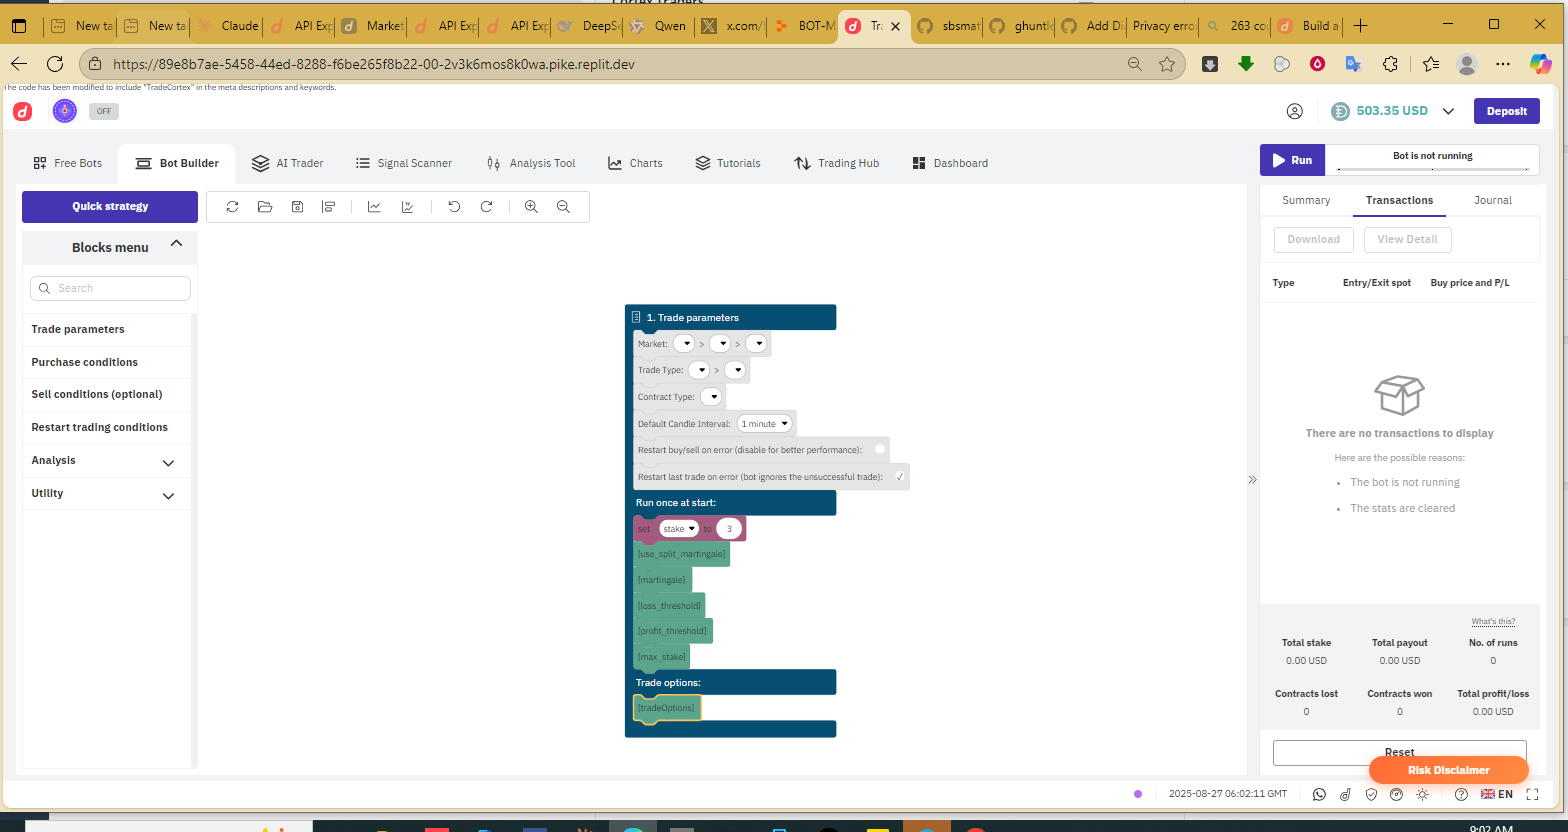 New ta
New ta
Claude
API Exp
Market
API Exp
API Exp
DeepSe
Qwen
x.com/
BOT-M
Tr
sbsmat
ghuntle
Add Di
Privacy erro
263 co
Build a
https://89e8b7ae-5458-44ed-8288-f6be265f8b22-00-2v3k6mos8k0wa.pike.replit.dev
The code has been modified to include "TradeCortex" in the meta descriptions and keywords.
OFF
503.35 USD
Deposit
Free Bots
Bot Builder
AI Trader
Signal Scanner
Analysis Tool
Charts
Tutorials
Trading Hub
Dashboard
Run
Bot is not running
Quick strategy
Blocks menu
Search
Trade parameters
Purchase conditions
Sell conditions (optional)
Restart trading conditions
Analysis
Utility
1. Trade parameters
Market: > >
Trade Type: >
Contract Type:
Default Candle Interval: 1 minute
Restart buy/sell on error (disable for better performance):
Restart last trade on error (bot ignores the unsuccessful trade): ✓
Run once at start:
set stake to 3
[use_split_martingale]
[martingale]
[loss_threshold]
[profit_threshold]
[max_stake]
Trade options:
[tradeOptions]
Summary
Transactions
Journal
Download
View Detail
Type
Entry/Exit spot
Buy price and P/L
There are no transactions to display
Here are the possible reasons:
• The bot is not running
• The stats are cleared
What's this?
Total stake
Total payout
No. of runs
0.00 USD
0.00 USD
0
Contracts lost
Contracts won
Total profit/loss
0
0
0.00 USD
Reset
Risk Disclaimer
2025-08-27 06:02:11 GMT
EN
9:02 AM